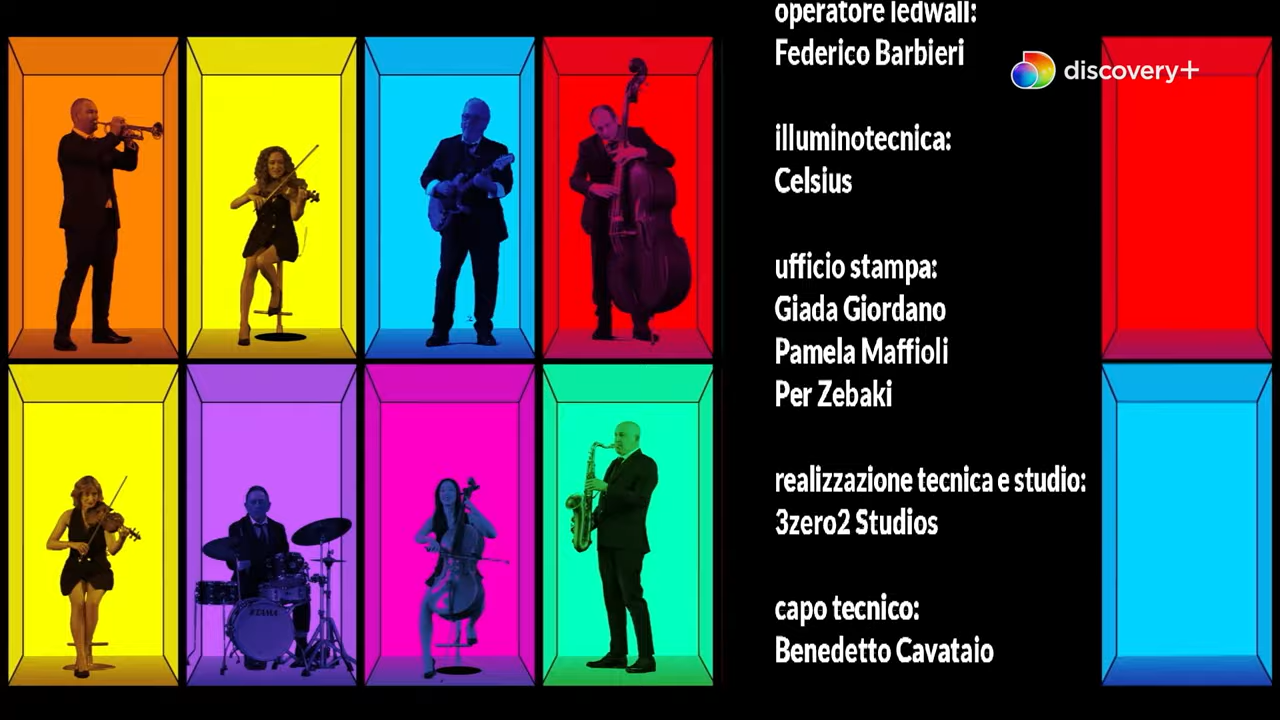 operatore ledwall:
Federico Barbieri
discovery+
illuminotecnica:
Celsius
ufficio stampa:
Giada Giordano
Pamela Maffioli
Per Zebaki
realizzazione tecnica e studio:
3zero2 Studios
capo tecnico:
Benedetto Cavataio
TAMA